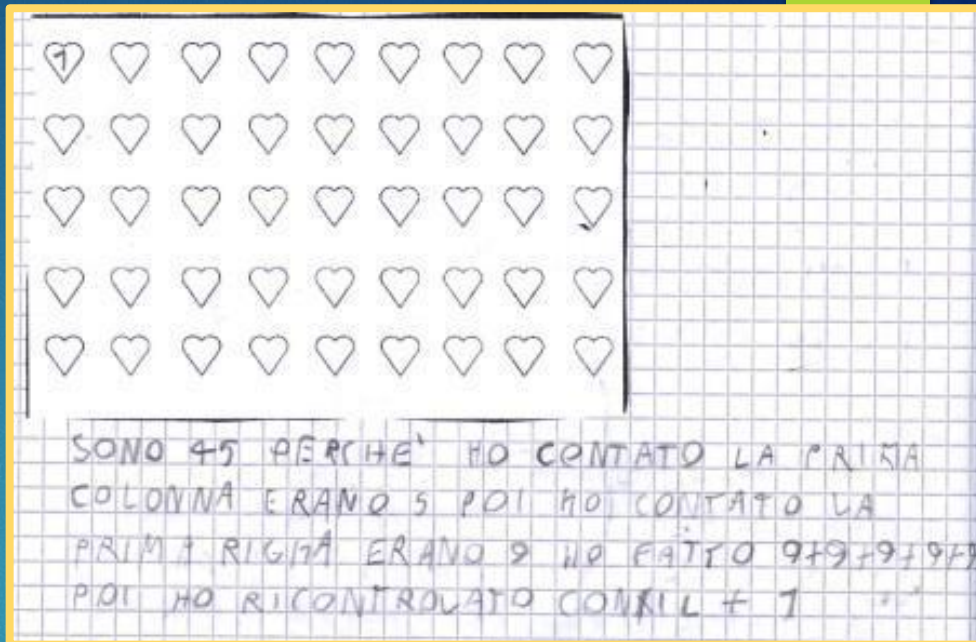 1
SONO 45 PERCHE' HO CONTATO LA PRIMA
COLONNA ERANO 5 POI HO CONTATO LA
PRIMA RIGHA ERANO 9 HO FATTO 9+9+9+9+9
POI HO RICONTROLATO CON IL + 1